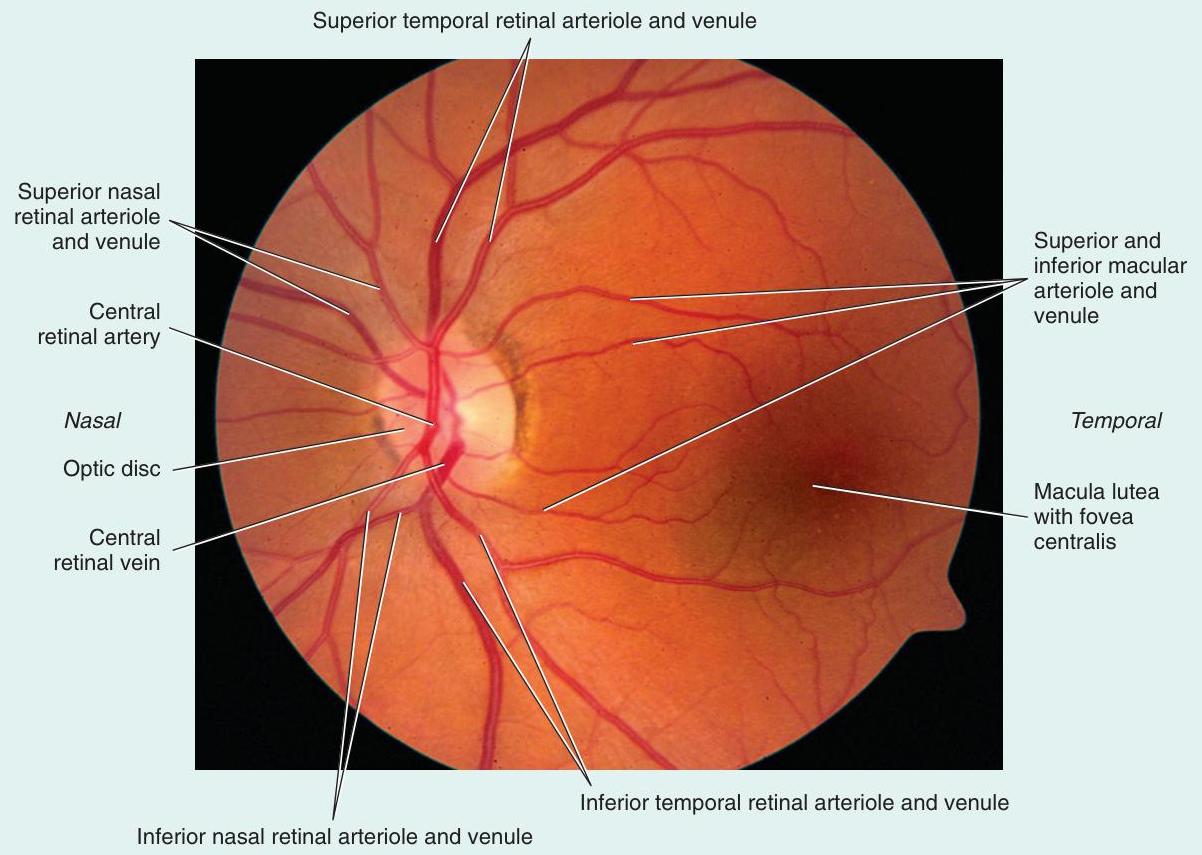 Superior temporal retinal arteriole and venule
Superior nasal
retinal arteriole
and venule
Central
retinal artery
Nasal
Optic disc
Central
retinal vein
Superior and
inferior macular
arteriole and
venule
Temporal
Macula lutea
with fovea
centralis
Inferior temporal retinal arteriole and venule
Inferior nasal retinal arteriole and venule